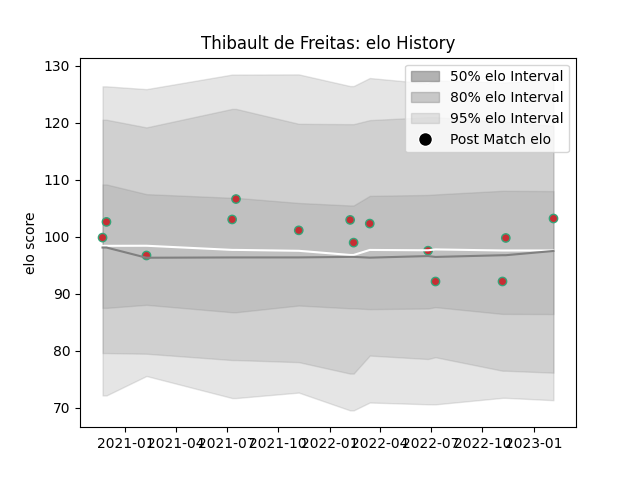 Thibault de Freitas: elo History
130
120
110
100
90
80
70
elo score
50% elo Interval
80% elo Interval
95% elo Interval
Post Match elo
2021-01 2021-04 2021-07 2021-10 2022-01 2022-04 2022-07 2022-10 2023-01